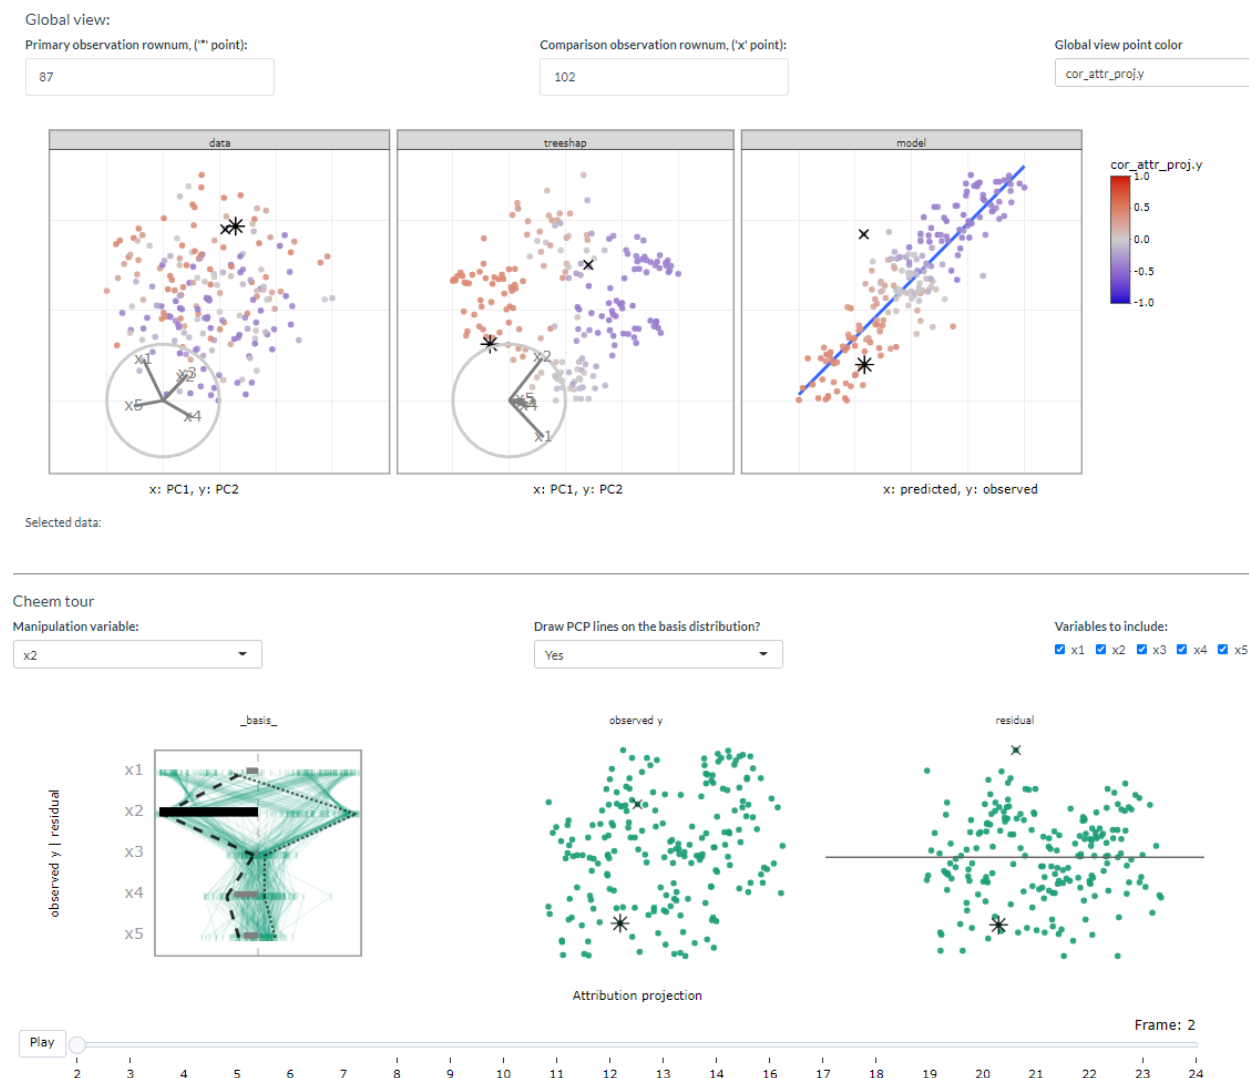 Global view:
Primary observation rownum, ('*' point):
Comparison observation rownum, ('x' point):
Global view point color
87
102
cor_attr_proj.y
data
treeshap
model
cor_attr_proj.y
1.0
0.5
0.0
-0.5
-1.0
x1
x3
x2
x5
x4
x2
x5
x4
x1
x: PC1, y: PC2
x: PC1, y: PC2
x: predicted, y: observed
Selected data:
Cheem tour
Manipulation variable:
Draw PCP lines on the basis distribution?
Variables to include:
x2
Yes
x1 x2 x3 x4 x5
_basis_
observed y
residual
observed y | residual
x1
x2
x3
x4
x5
Attribution projection
Frame: 2
Play
2 3 4 5 6 7 8 9 10 11 12 13 14 15 16 17 18 19 20 21 22 23 24